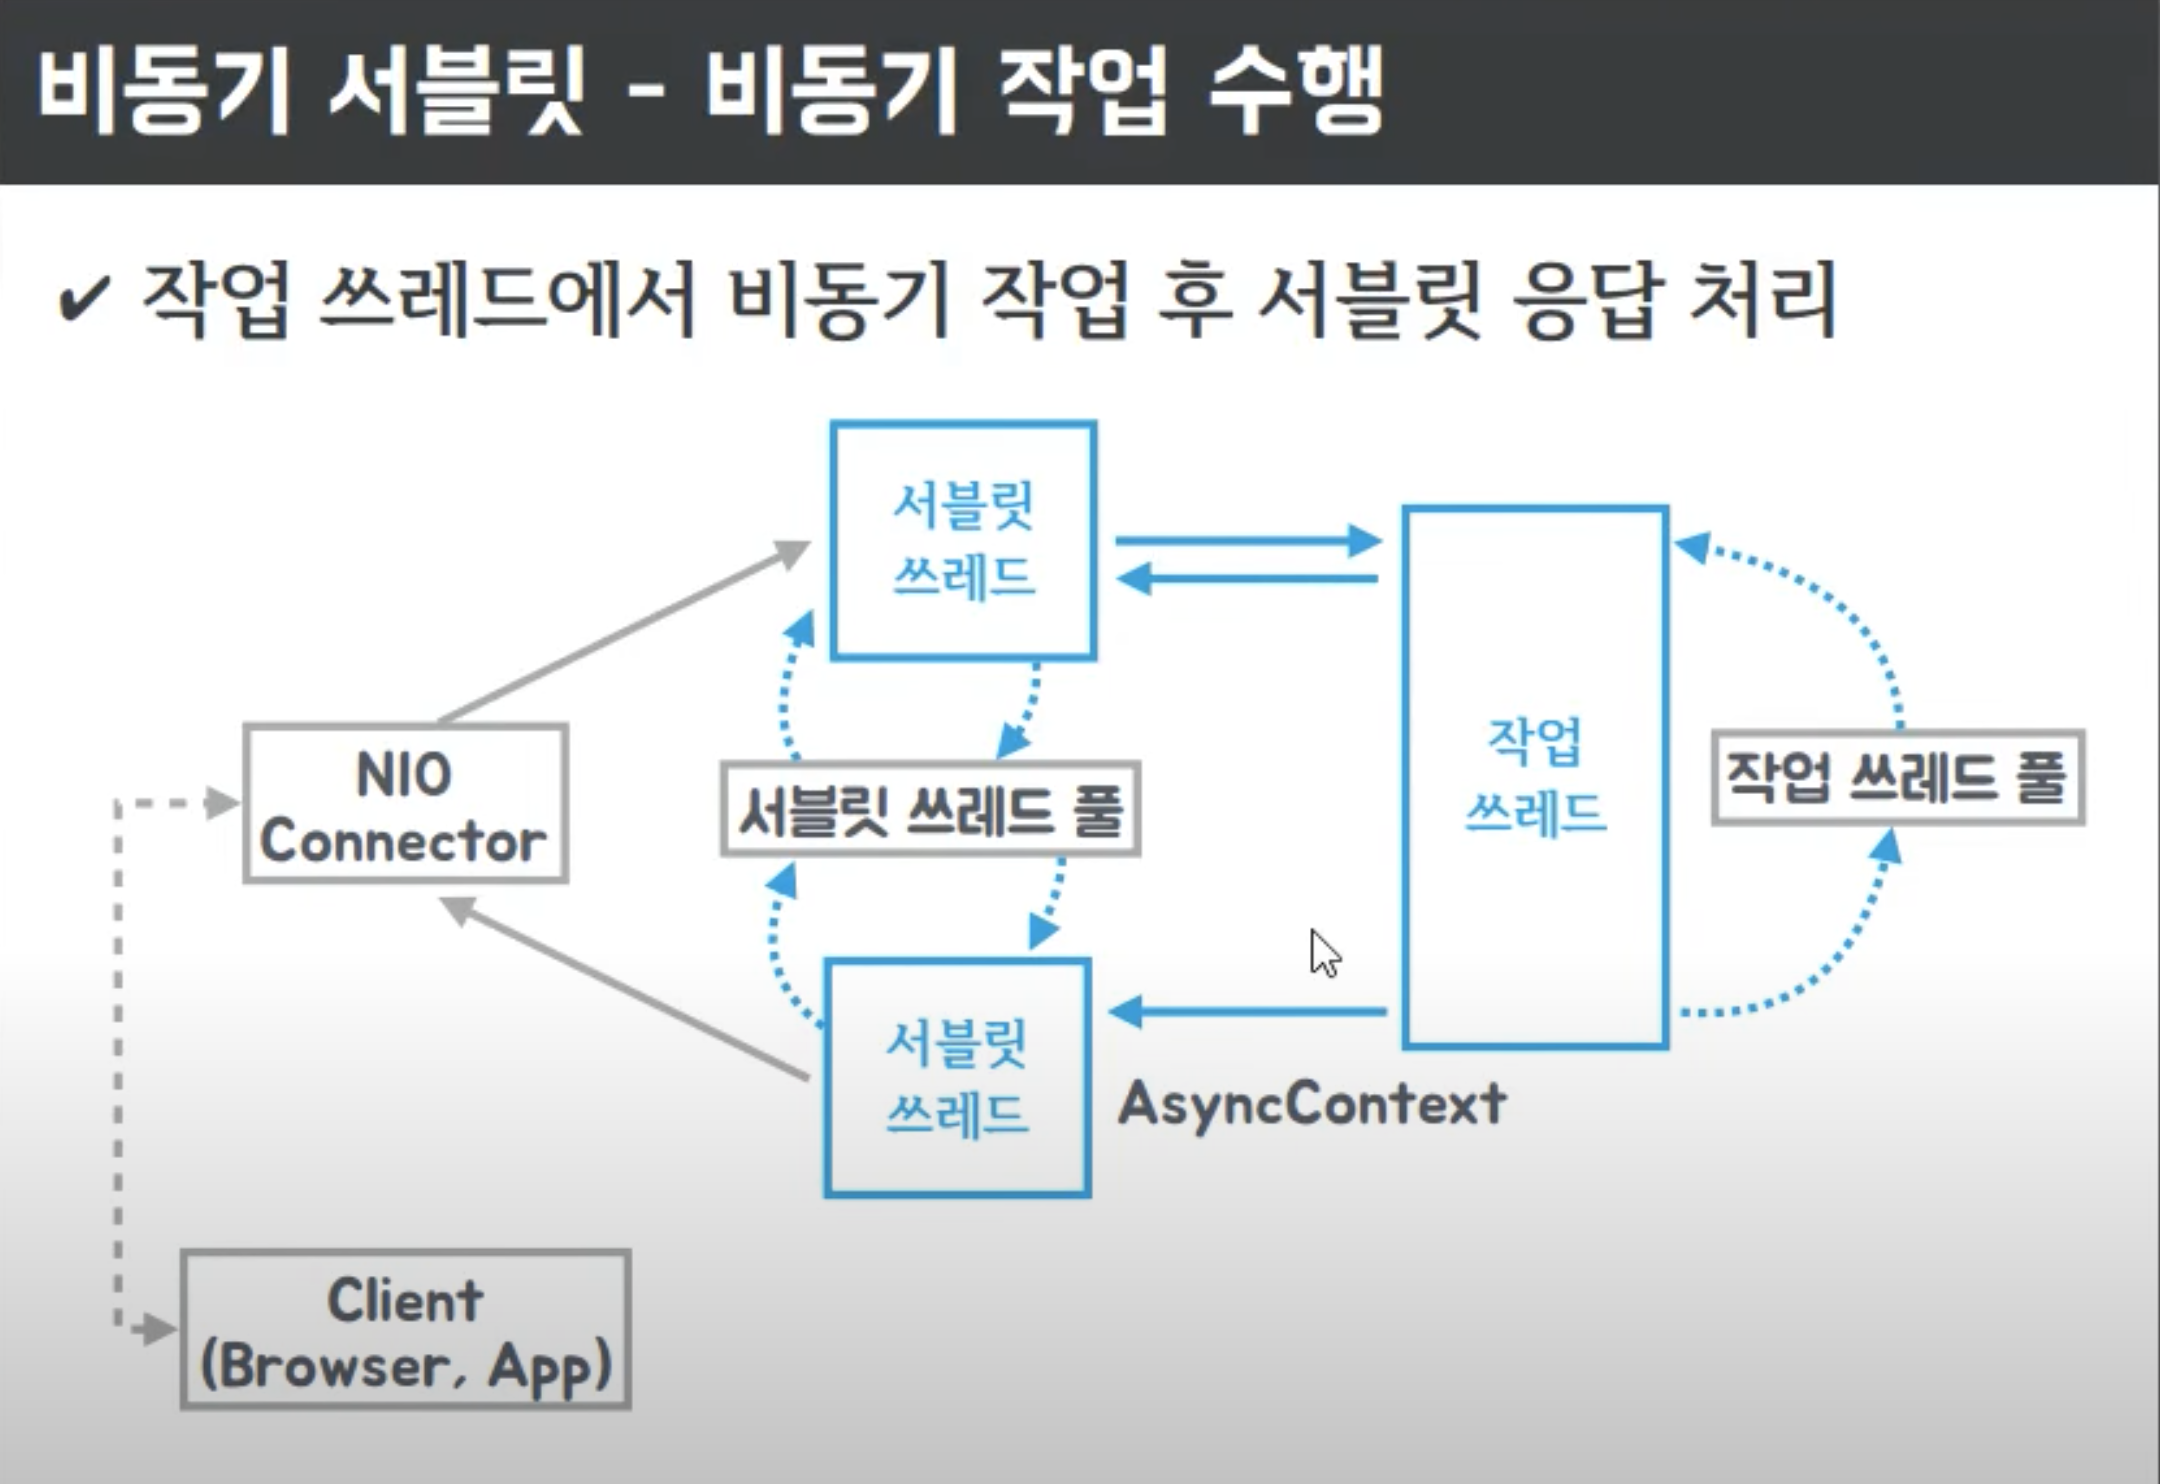 비동기 서블릿 - 비동기 작업 수행
✔ 작업 쓰레드에서 비동기 작업 후 서블릿 응답 처리
서블릿
쓰레드
작업
쓰레드
NIO
Connector
서블릿 쓰레드 풀
작업 쓰레드 풀
서블릿
쓰레드
AsyncContext
Client
(Browser, App)